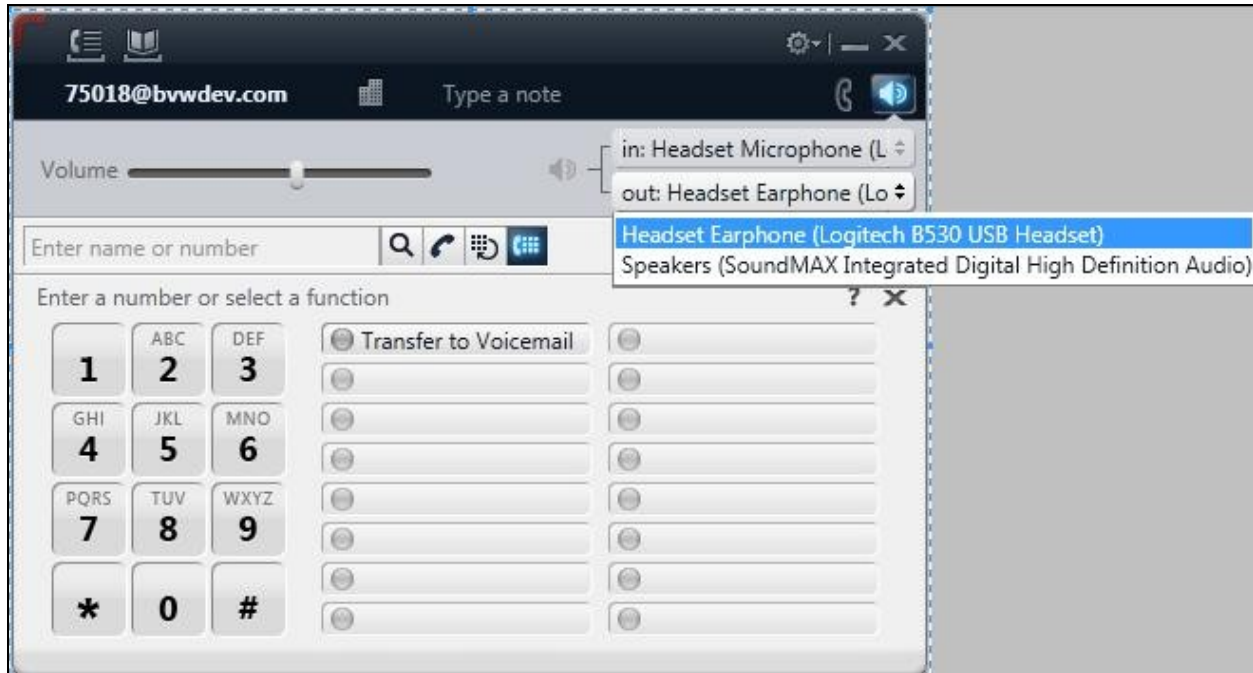 75018@bvwdev.com Type a note
Volume
in: Headset Microphone (L
out: Headset Earphone (Lo
Headset Earphone (Logitech B530 USB Headset)
Speakers (SoundMAX Integrated Digital High Definition Audio)
Enter name or number
Enter a number or select a function ?
1
ABC
2
DEF
3
GHI
4
JKL
5
MNO
6
PQRS
7
TUV
8
WXYZ
9
*
0
#
Transfer to Voicemail